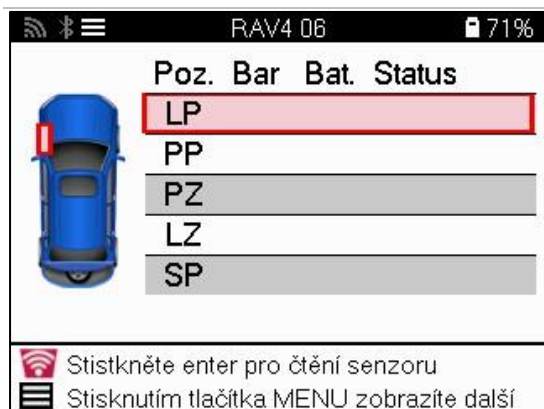 RAV4 06 71%
Poz. Bar Bat. Status
LP
PP
PZ
LZ
SP
Stistkněte enter pro čtění senzoru
Stisknutím tlačítka MENU zobrazíte další